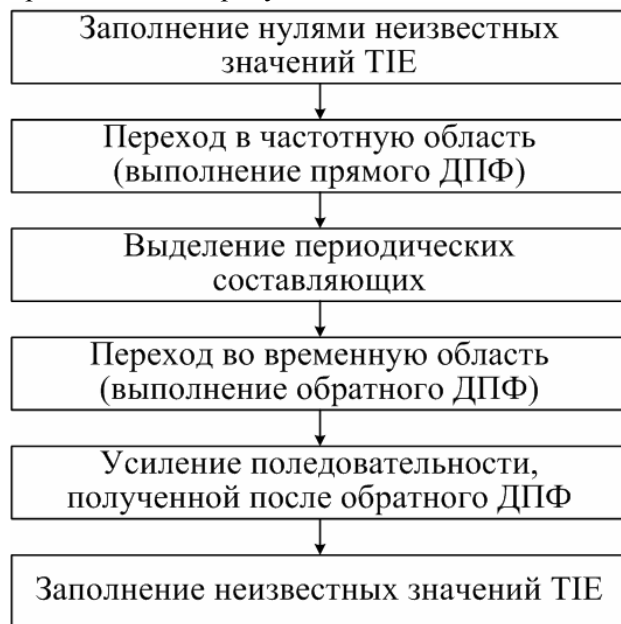 Заполнение нулями неизвестных
значений TIE
Переход в частотную область
(выполнение прямого ДПФ)
Выделение периодических
составляющих
Переход во временную область
(выполнение обратного ДПФ)
Усиление поледовательности,
полученной после обратного ДПФ
Заполнение неизвестных значений TIE